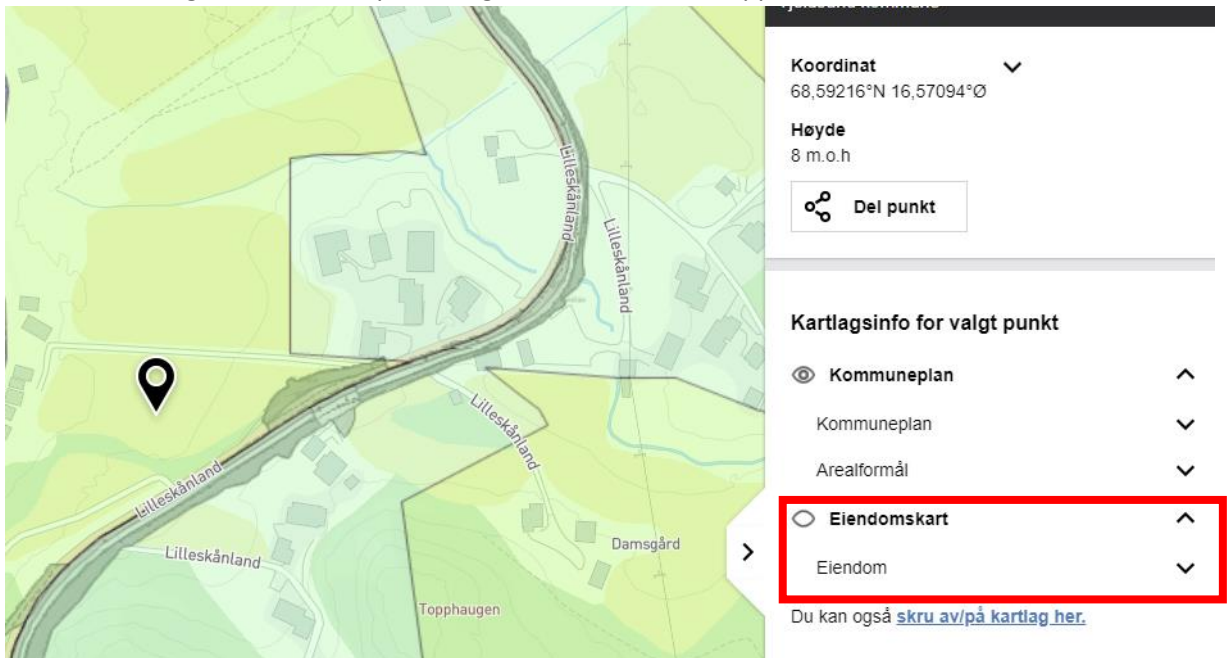 Koordinat
68,59216°N 16,57094°Ø
Høyde
8 m.o.h
Del punkt
Kartlagsinfo for valgt punkt
Kommuneplan
Kommuneplan
Arealformål
Eiendomskart
Eiendom
Du kan også skru av/på kartlag her.
Lilleskånland
Lilleskånland
Lilleskånland
Lilleskånland
Lilleskånland
Damsgård
Topphaugen